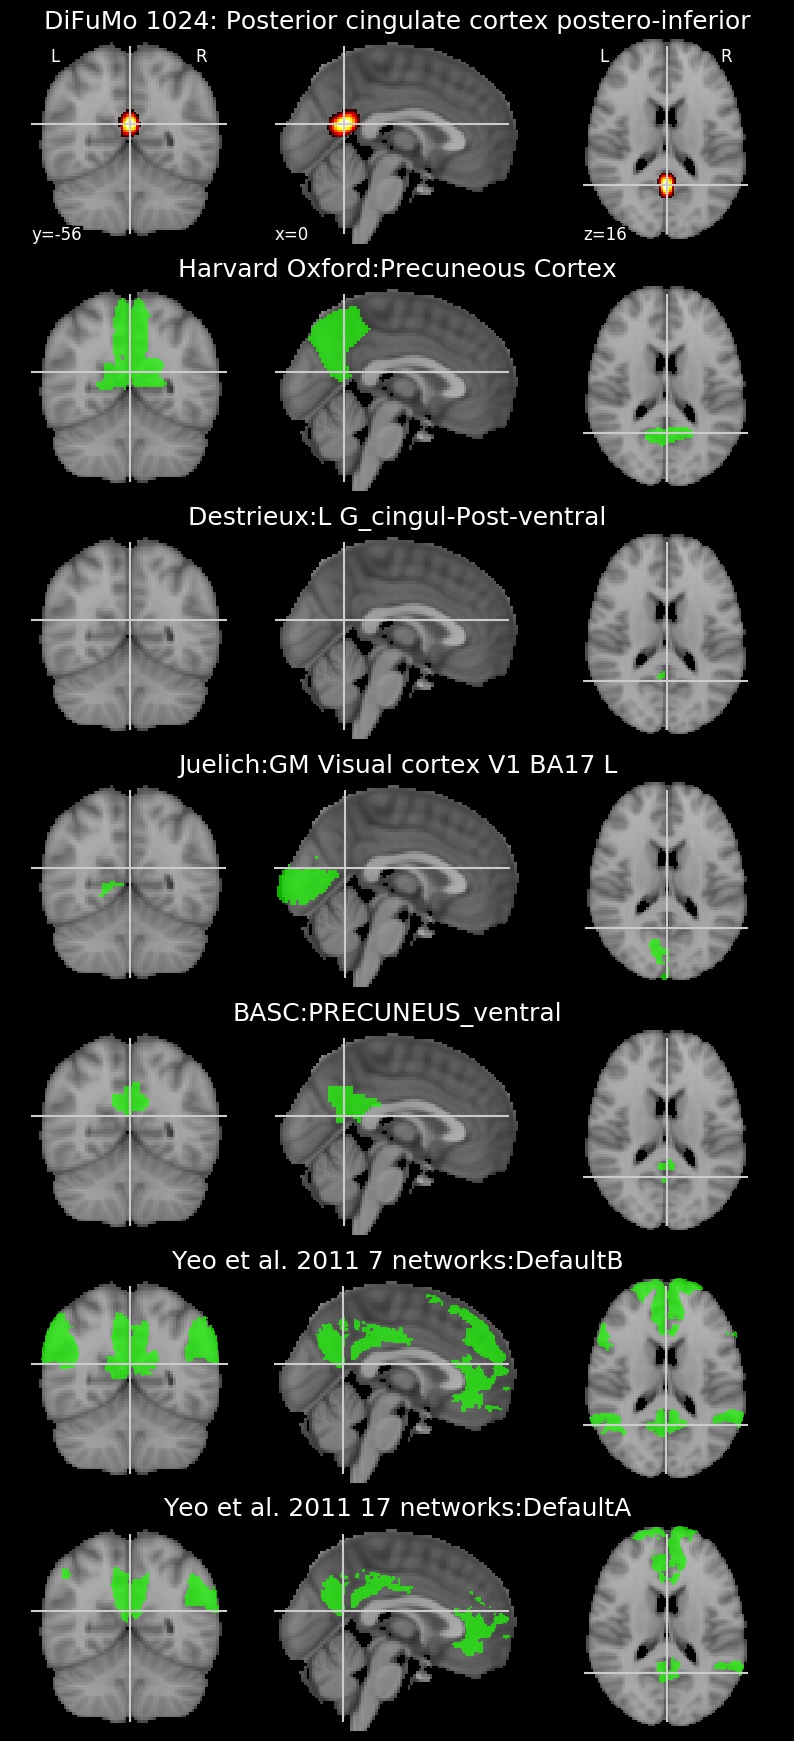 DiFuMo 1024: Posterior cingulate cortex postero-inferior
L R L R
y=-56 x=0 z=16
Harvard Oxford:Precuneous Cortex
Destrieux:L G_cingul-Post-ventral
Juelich:GM Visual cortex V1 BA17 L
BASC:PRECUNEUS_ventral
Yeo et al. 2011 7 networks:DefaultB
Yeo et al. 2011 17 networks:DefaultA